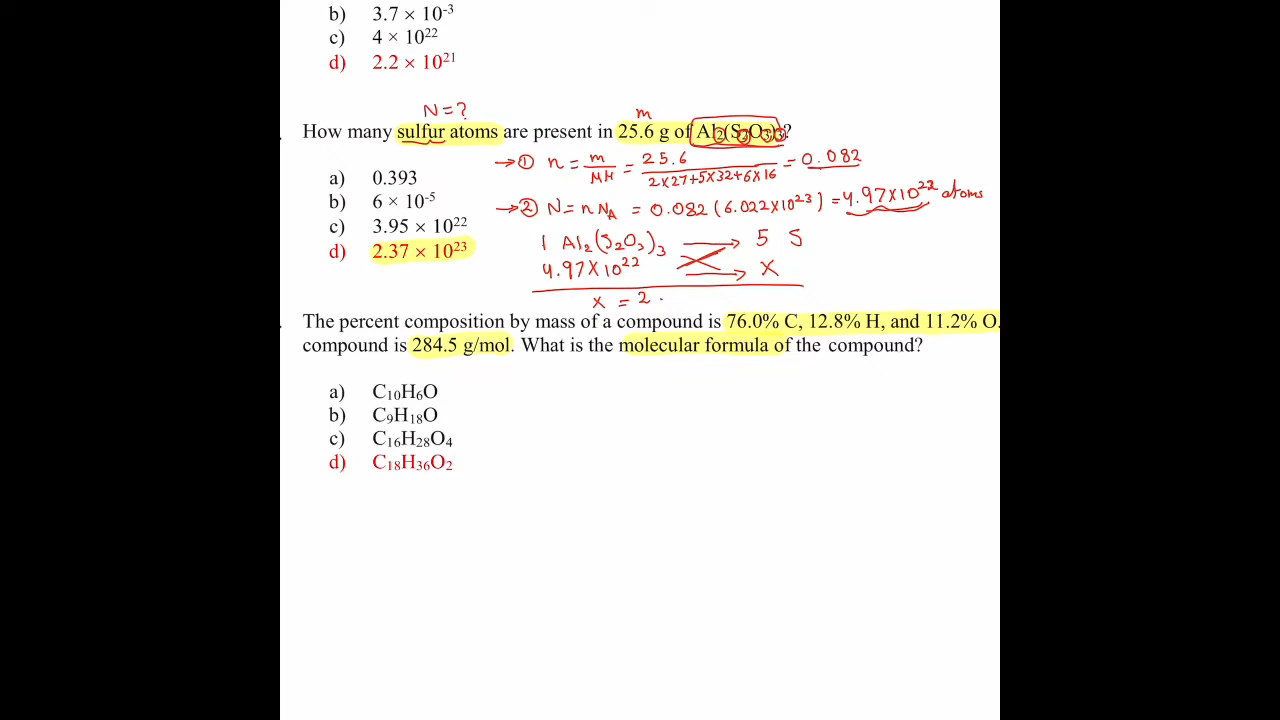 b) 3.7 × 10⁻³
c) 4 × 10²²
d) 2.2 × 10²¹
N = ?
m
. How many sulfur atoms are present in 25.6 g of Al₂(S₂O₃)₃?
→ ① n = m/MM = 25.6/(2×27+5×32+6×16) = 0.082
a) 0.393
b) 6 × 10⁻⁵
→ ② N = n N_A = 0.082 (6.022×10²³) = 4.97×10²² atoms
c) 3.95 × 10²²
1 Al₂(S₂O₃)₃ → 5 S
d) 2.37 × 10²³
4.97×10²² → x
x = 2.
. The percent composition by mass of a compound is 76.0% C, 12.8% H, and 11.2% O.
compound is 284.5 g/mol. What is the molecular formula of the compound?
a) C₁₀H₆O
b) C₉H₁₈O
c) C₁₆H₂₈O₄
d) C₁₈H₃₆O₂